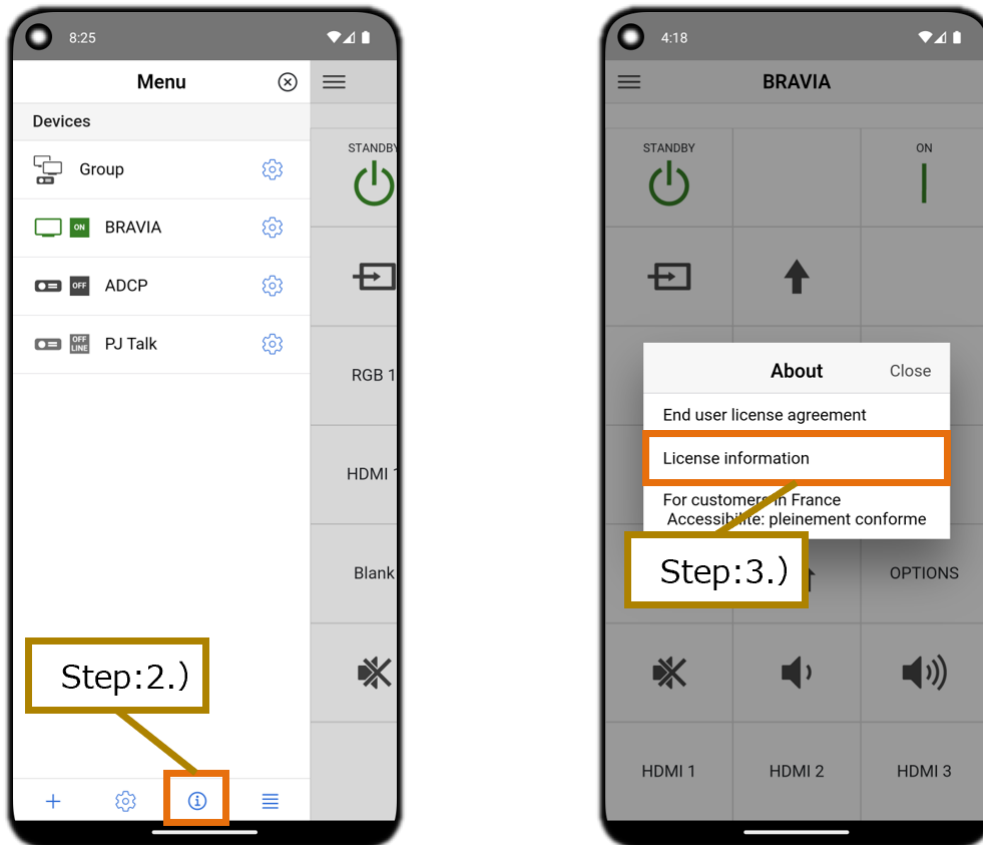 8:25
Menu
Devices
Group
ON
BRAVIA
OFF
ADCP
OFF
LINE
PJ Talk
STANDBY
RGB 1
HDMI 1
Blank
Step:2.)
4:18
BRAVIA
STANDBY
ON
About
Close
End user license agreement
License information
For customers in France
Accessibilite: pleinement conforme
Step:3.)
OPTIONS
HDMI 1
HDMI 2
HDMI 3